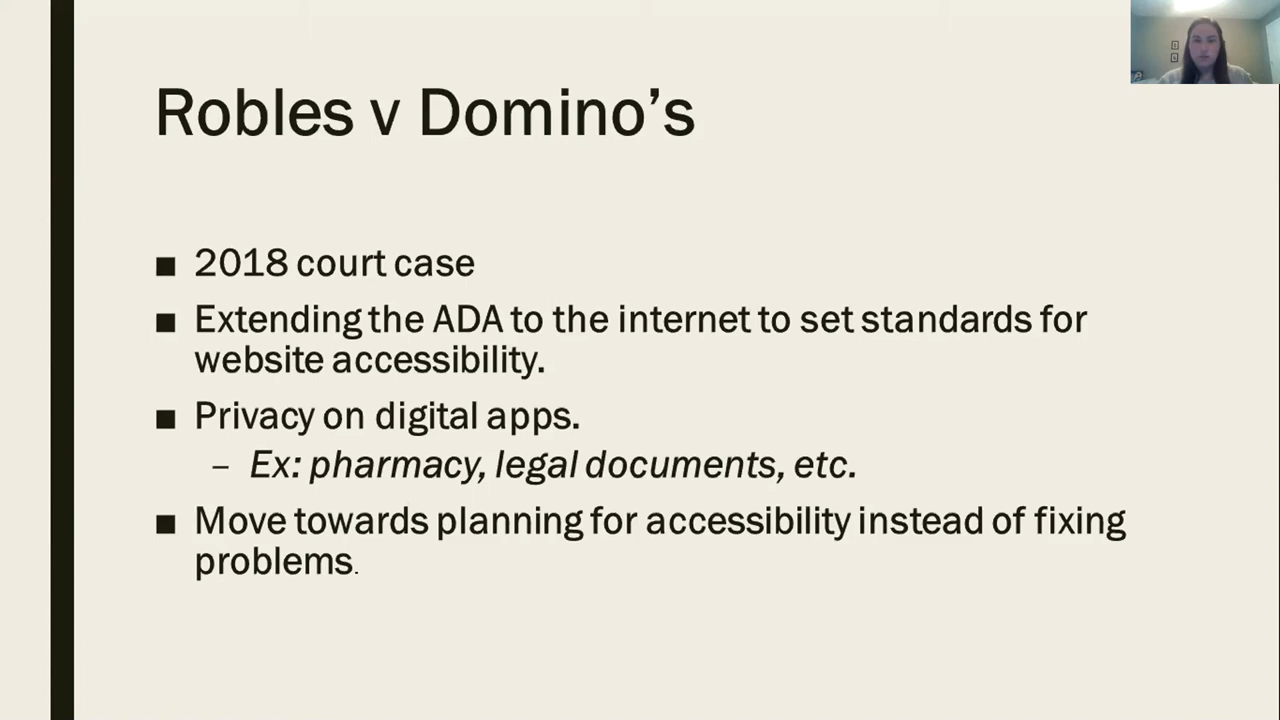 Robles v Domino's
■ 2018 court case
■ Extending the ADA to the internet to set standards for
website accessibility.
■ Privacy on digital apps.
– Ex: pharmacy, legal documents, etc.
■ Move towards planning for accessibility instead of fixing
problems.